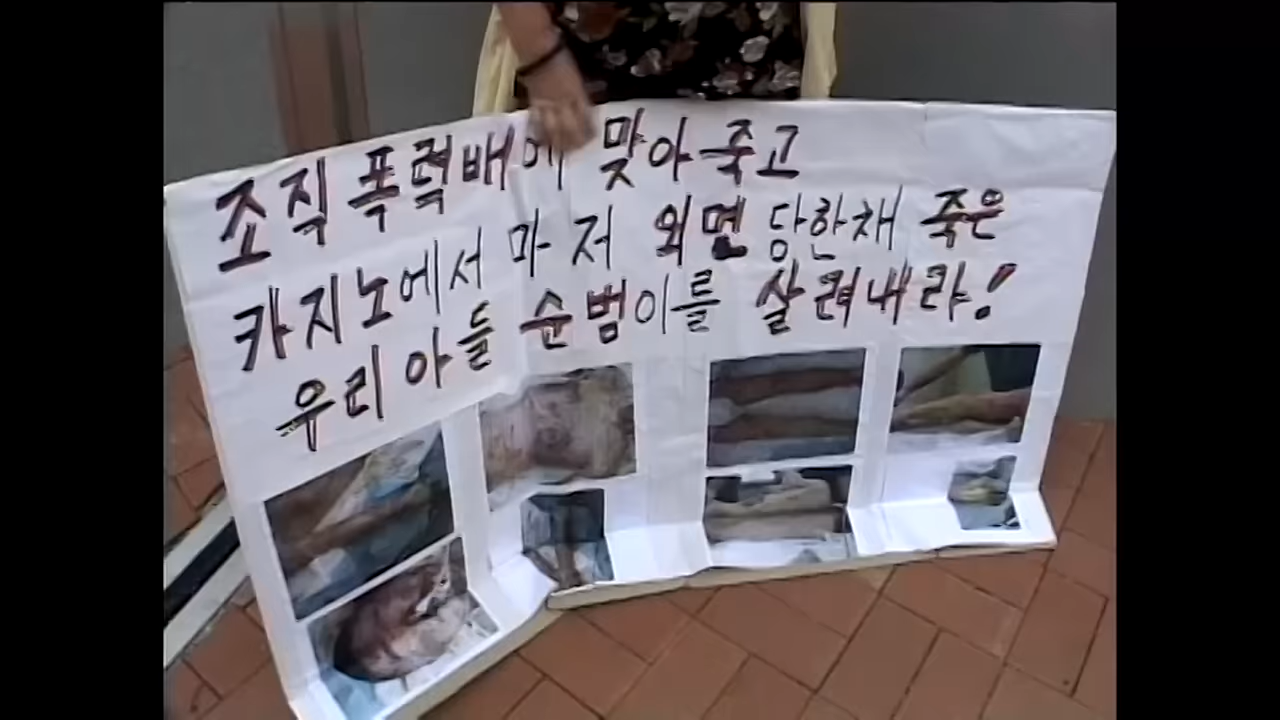 조직폭력배에 맞아죽고
카지노에서 마저 외면 당한채 죽은
우리 아들 순범이를 살려내라!